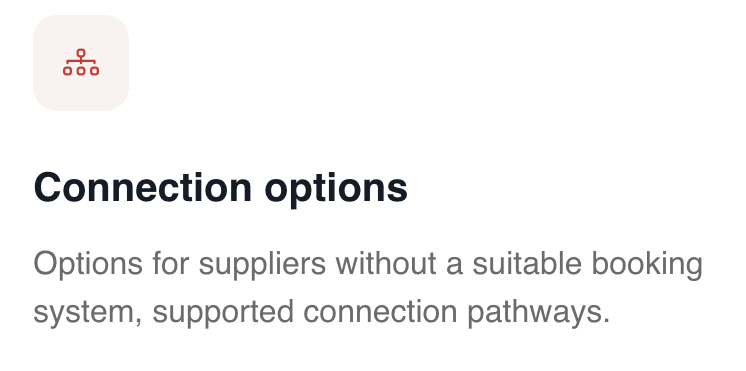 Connection options
Options for suppliers without a suitable booking
system, supported connection pathways.